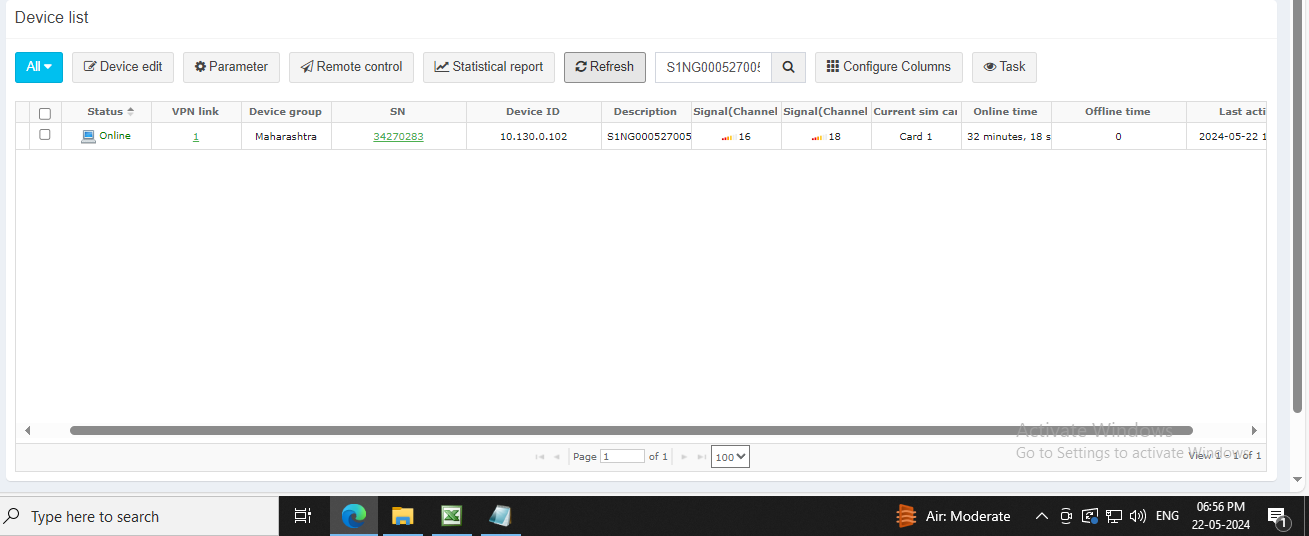 Device list
All Device edit Parameter Remote control Statistical report Refresh S1NG00052700 Configure Columns Task
Status VPN link Device group SN Device ID Description Signal(Channel Signal(Channel Current sim car Online time Offline time Last acti
Online 1 Maharashtra 34270283 10.130.0.102 S1NG000527005 16 18 Card 1 32 minutes, 18 s 0 2024-05-22 1
Activate Windows
Page 1 of 1 100 Go to Settings to activate Windows. View 1 - 1 of 1
Type here to search Air: Moderate ENG 06:56 PM
22-05-2024 1